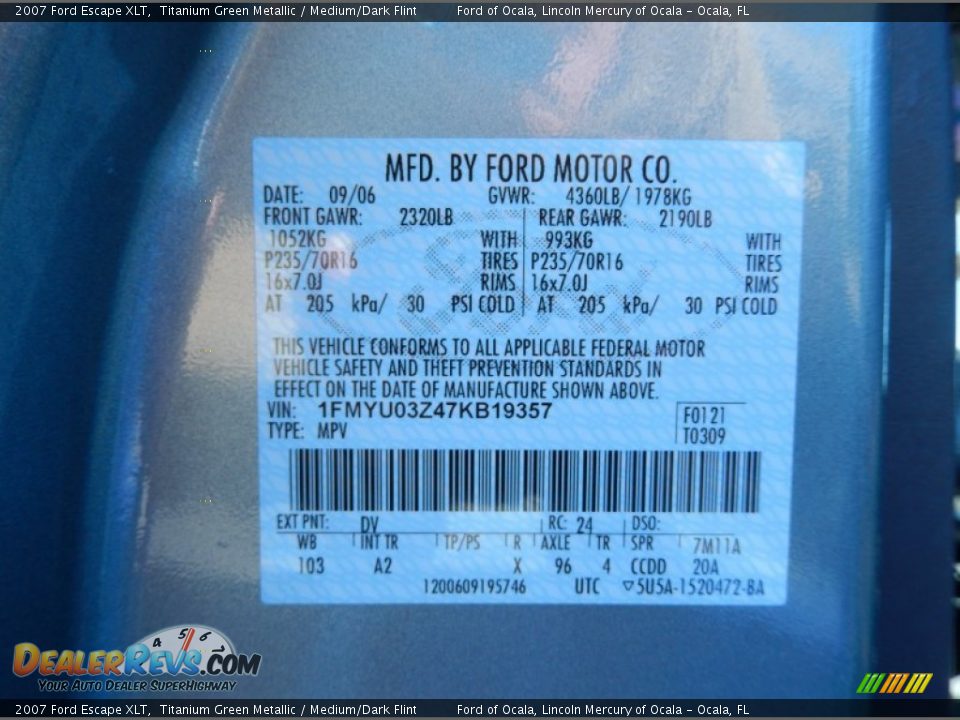 2007 Ford Escape XLT, Titanium Green Metallic / Medium/Dark Flint Ford of Ocala, Lincoln Mercury of Ocala - Ocala, FL
MFD. BY FORD MOTOR CO.
DATE: 09/06 GVWR: 4360LB/ 1978KG
FRONT GAWR: 2320LB REAR GAWR: 2190LB
1052KG WITH 993KG WITH
P235/70R16 TIRES P235/70R16 TIRES
16x7.0J RIMS 16x7.0J RIMS
AT 205 kPa/ 30 PSI COLD AT 205 kPa/ 30 PSI COLD
THIS VEHICLE CONFORMS TO ALL APPLICABLE FEDERAL MOTOR
VEHICLE SAFETY AND THEFT PREVENTION STANDARDS IN
EFFECT ON THE DATE OF MANUFACTURE SHOWN ABOVE.
VIN: 1FMYU03Z47KB19357 F0121
TYPE: MPV T0309
EXT PNT: DV RC: 24 DSO:
WB INT TR TP/PS R AXLE TR SPR 7M11A
103 A2 X 96 4 CCDD 20A
1200609195746 UTC ▽5U5A-1520472-BA
4 5 6 7
DEALERREVS.COM
YOUR AUTO DEALER SUPERHIGHWAY
2007 Ford Escape XLT, Titanium Green Metallic / Medium/Dark Flint Ford of Ocala, Lincoln Mercury of Ocala - Ocala, FL